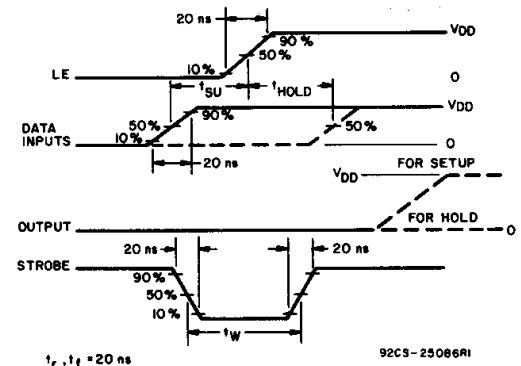 20 ns
VDD
90%
50%
LE
10%
0
tSU
tHOLD
90%
VDD
DATA
INPUTS
50%
50%
10%
0
20 ns
FOR SETUP
VDD
FOR HOLD
OUTPUT
0
20 ns
20 ns
STROBE
90%
50%
10%
tW
tr, tf = 20 ns
92CS-25086R1